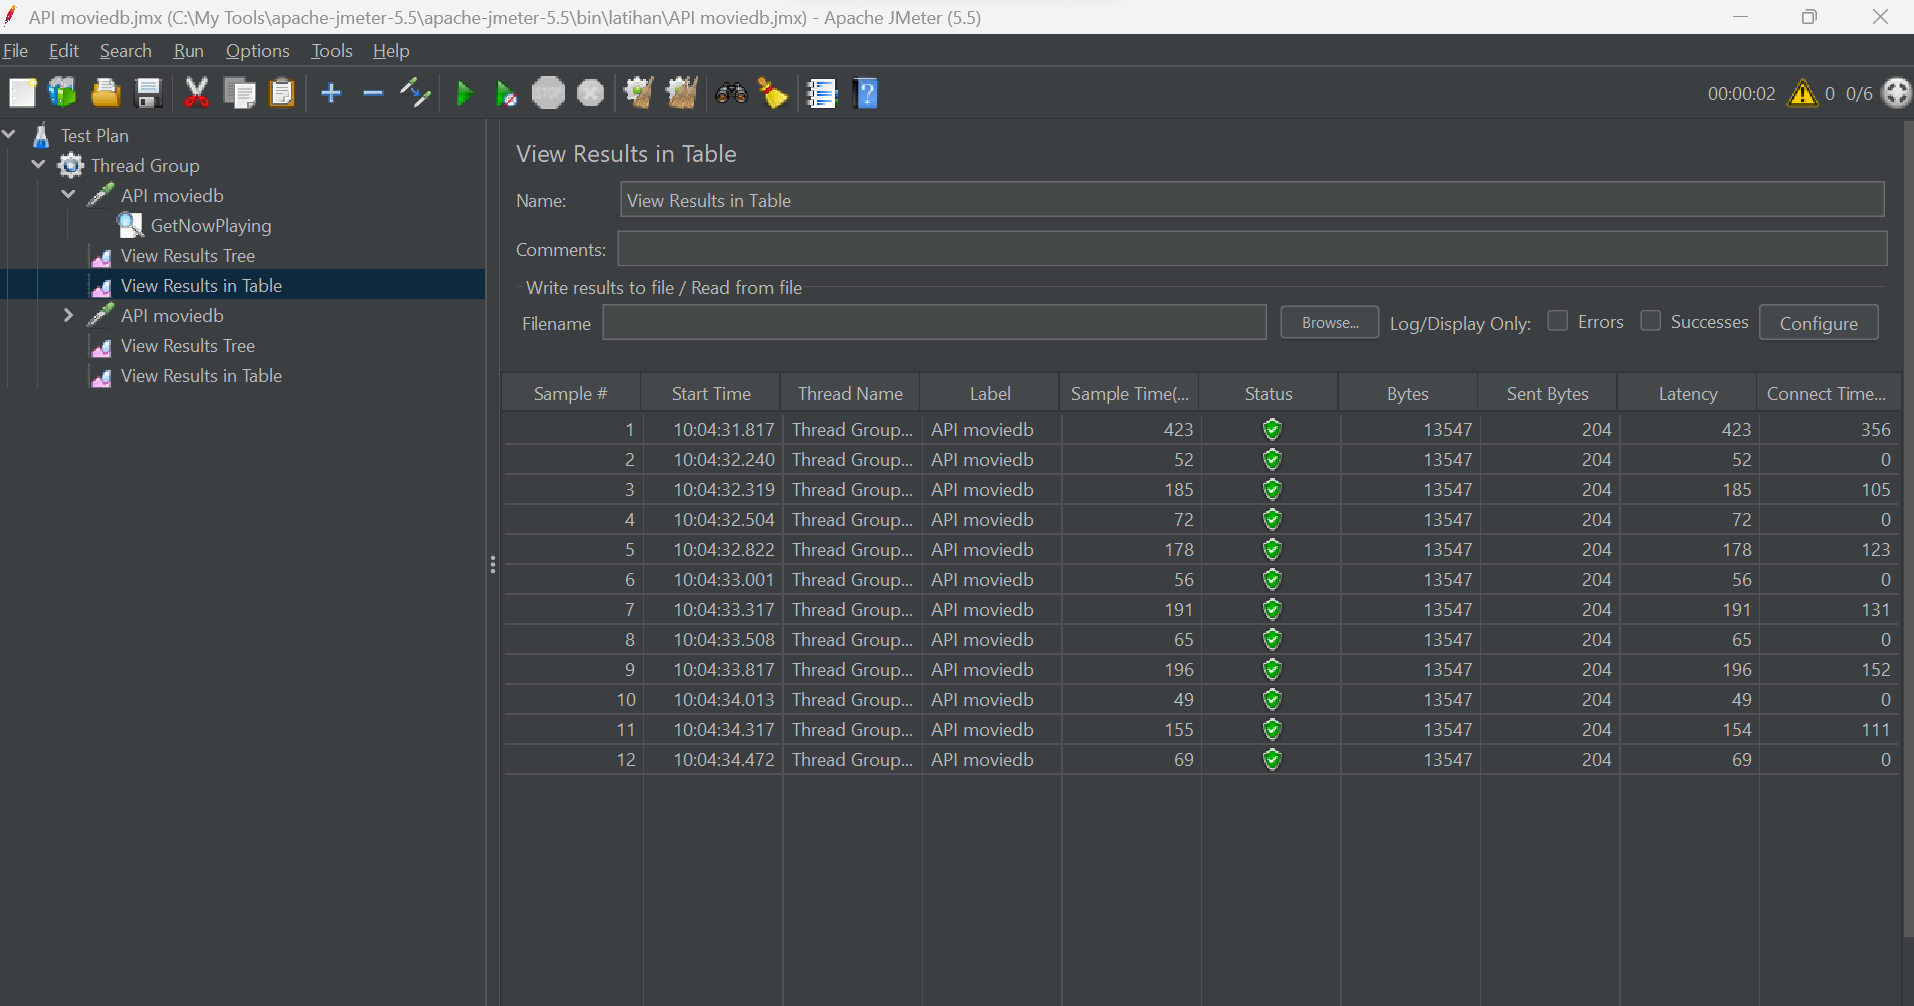 API moviedb.jmx (C:\My Tools\apache-jmeter-5.5\apache-jmeter-5.5\bin\latihan\API moviedb.jmx) - Apache JMeter (5.5)
File Edit Search Run Options Tools Help
STOP 00:00:02 0 0/6
Test Plan
Thread Group
API moviedb
GetNowPlaying
View Results Tree
View Results in Table
API moviedb
View Results Tree
View Results in Table
View Results in Table
Name: View Results in Table
Comments:
Write results to file / Read from file
Filename Browse... Log/Display Only: Errors Successes Configure
Sample # Start Time Thread Name Label Sample Time(... Status Bytes Sent Bytes Latency Connect Time...
1 10:04:31.817 Thread Group... API moviedb 423 13547 204 423 356
2 10:04:32.240 Thread Group... API moviedb 52 13547 204 52 0
3 10:04:32.319 Thread Group... API moviedb 185 13547 204 185 105
4 10:04:32.504 Thread Group... API moviedb 72 13547 204 72 0
5 10:04:32.822 Thread Group... API moviedb 178 13547 204 178 123
6 10:04:33.001 Thread Group... API moviedb 56 13547 204 56 0
7 10:04:33.317 Thread Group... API moviedb 191 13547 204 191 131
8 10:04:33.508 Thread Group... API moviedb 65 13547 204 65 0
9 10:04:33.817 Thread Group... API moviedb 196 13547 204 196 152
10 10:04:34.013 Thread Group... API moviedb 49 13547 204 49 0
11 10:04:34.317 Thread Group... API moviedb 155 13547 204 154 111
12 10:04:34.472 Thread Group... API moviedb 69 13547 204 69 0